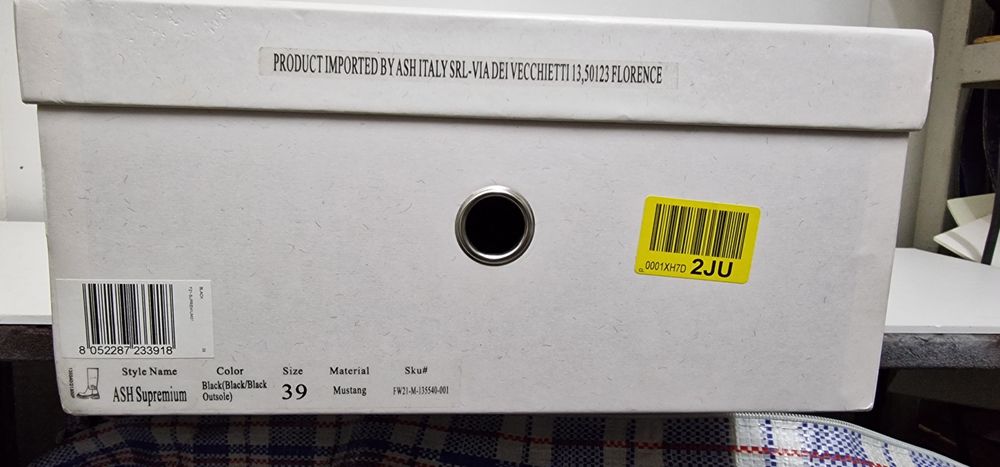 PRODUCT IMPORTED BY ASH ITALY SRL-VIA DEI VECCHIETTI 13,50123 FLORENCE
0001XH7D 2JU
BLACK
8 052287 233918
Style Name Color Size Material Sku#
ASH Supremium Black(Black/Black Outsole) 39 Mustang FW21-M-135540-001